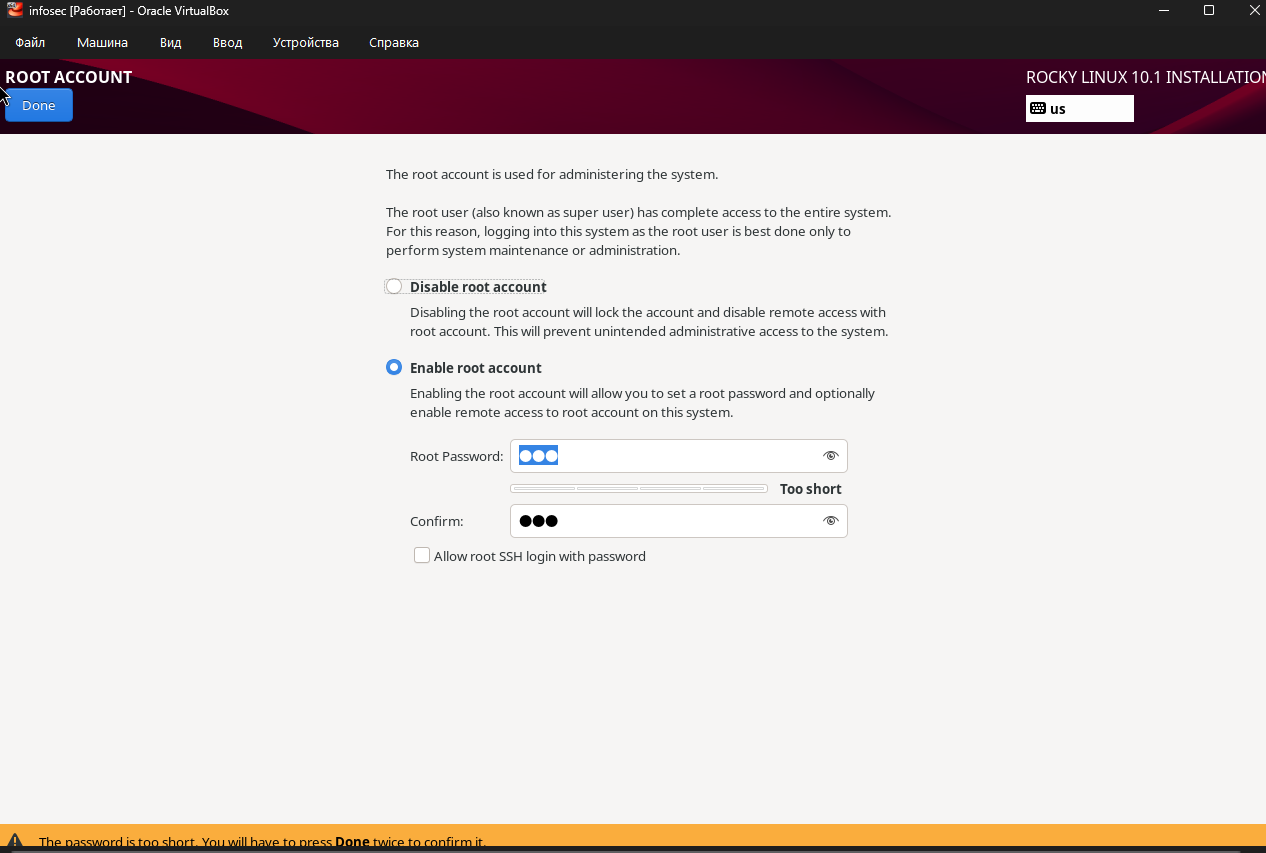 infosec [Работает] - Oracle VirtualBox
Файл Машина Вид Ввод Устройства Справка
ROOT ACCOUNT
ROCKY LINUX 10.1 INSTALLATION
Done
us
The root account is used for administering the system.
The root user (also known as super user) has complete access to the entire system.
For this reason, logging into this system as the root user is best done only to
perform system maintenance or administration.
Disable root account
Disabling the root account will lock the account and disable remote access with
root account. This will prevent unintended administrative access to the system.
Enable root account
Enabling the root account will allow you to set a root password and optionally
enable remote access to root account on this system.
Root Password: ●●●
Too short
Confirm: ●●●
Allow root SSH login with password
The password is too short. You will have to press Done twice to confirm it.